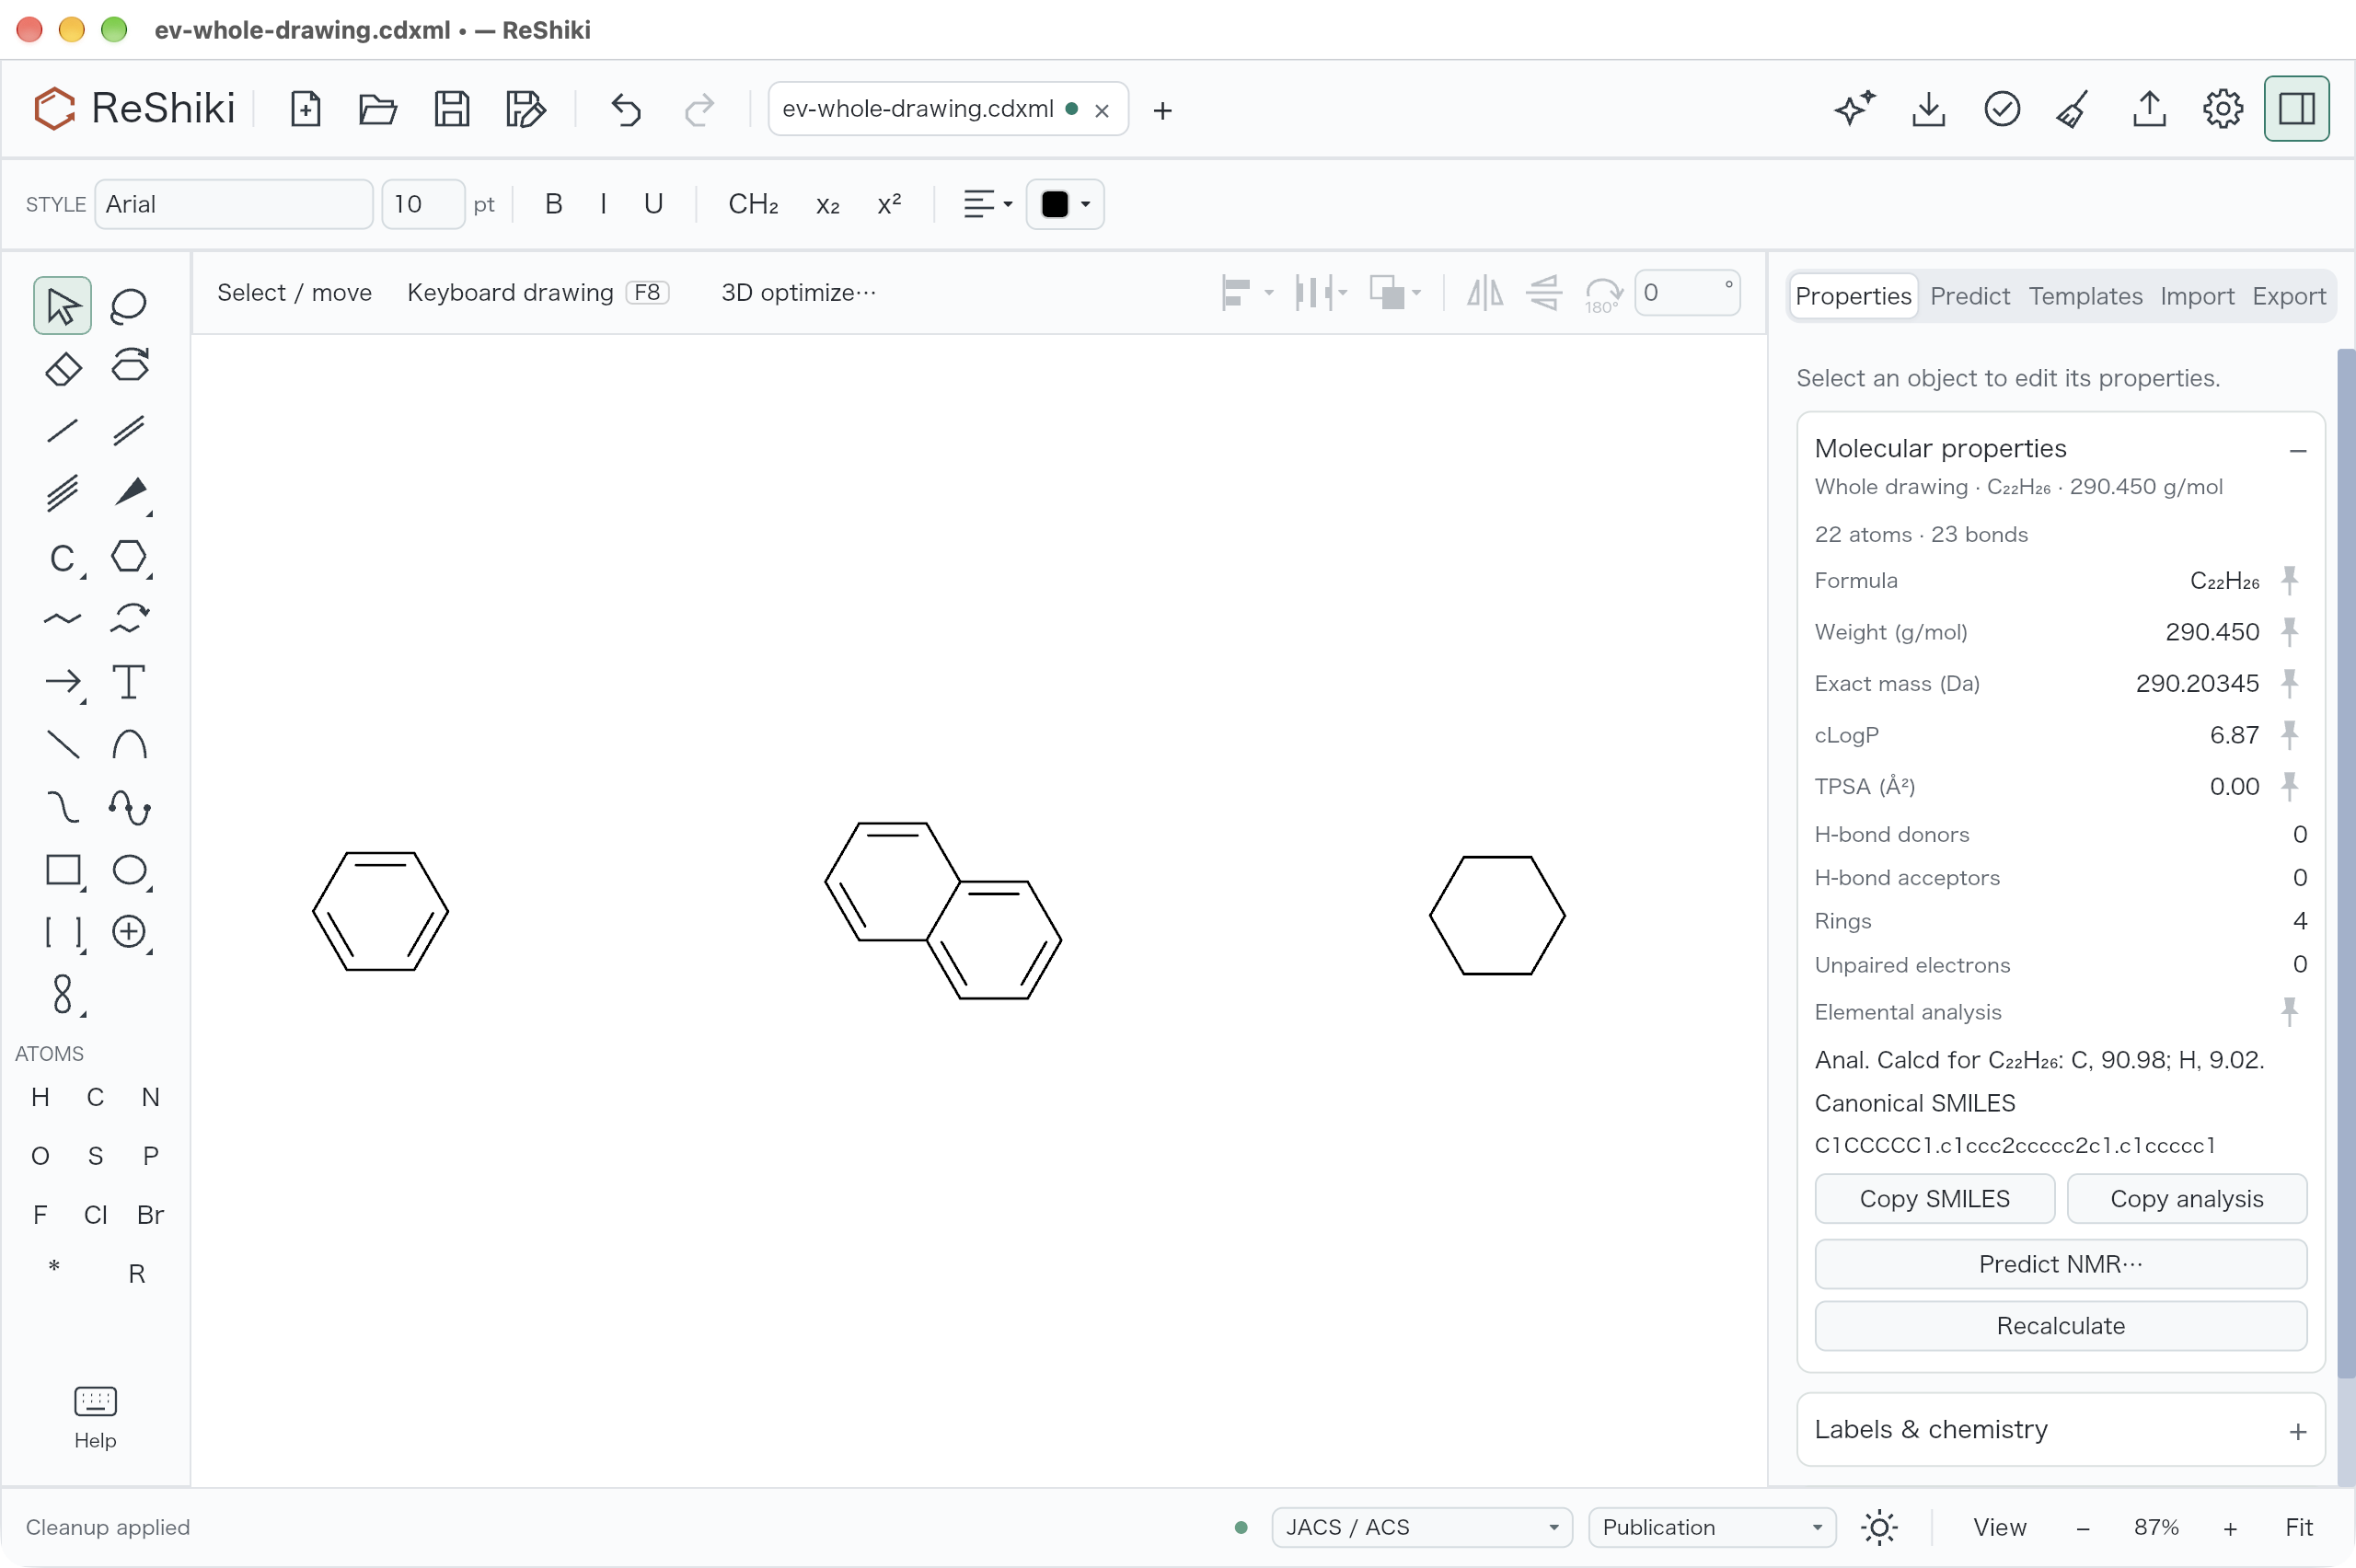 ev-whole-drawing.cdxml • — ReShiki
ReShiki
ev-whole-drawing.cdxml ● × +
STYLE Arial 10 pt B I U CH₂ x₂ x²
Select / move Keyboard drawing F8 3D optimize… 180° 0 °
Properties Predict Templates Import Export
Select an object to edit its properties.
Molecular properties −
Whole drawing · C₂₂H₂₆ · 290.450 g/mol
22 atoms · 23 bonds
Formula C₂₂H₂₆
Weight (g/mol) 290.450
Exact mass (Da) 290.20345
cLogP 6.87
TPSA (Å²) 0.00
H-bond donors 0
H-bond acceptors 0
Rings 4
Unpaired electrons 0
Elemental analysis
Anal. Calcd for C₂₂H₂₆: C, 90.98; H, 9.02.
Canonical SMILES
C1CCCCC1.c1ccc2ccccc2c1.c1ccccc1
Copy SMILES Copy analysis
Predict NMR…
Recalculate
Labels & chemistry +
C
T
[ ]
ATOMS
H C N
O S P
F Cl Br
* R
Help
Cleanup applied
JACS / ACS Publication View − 87% + Fit